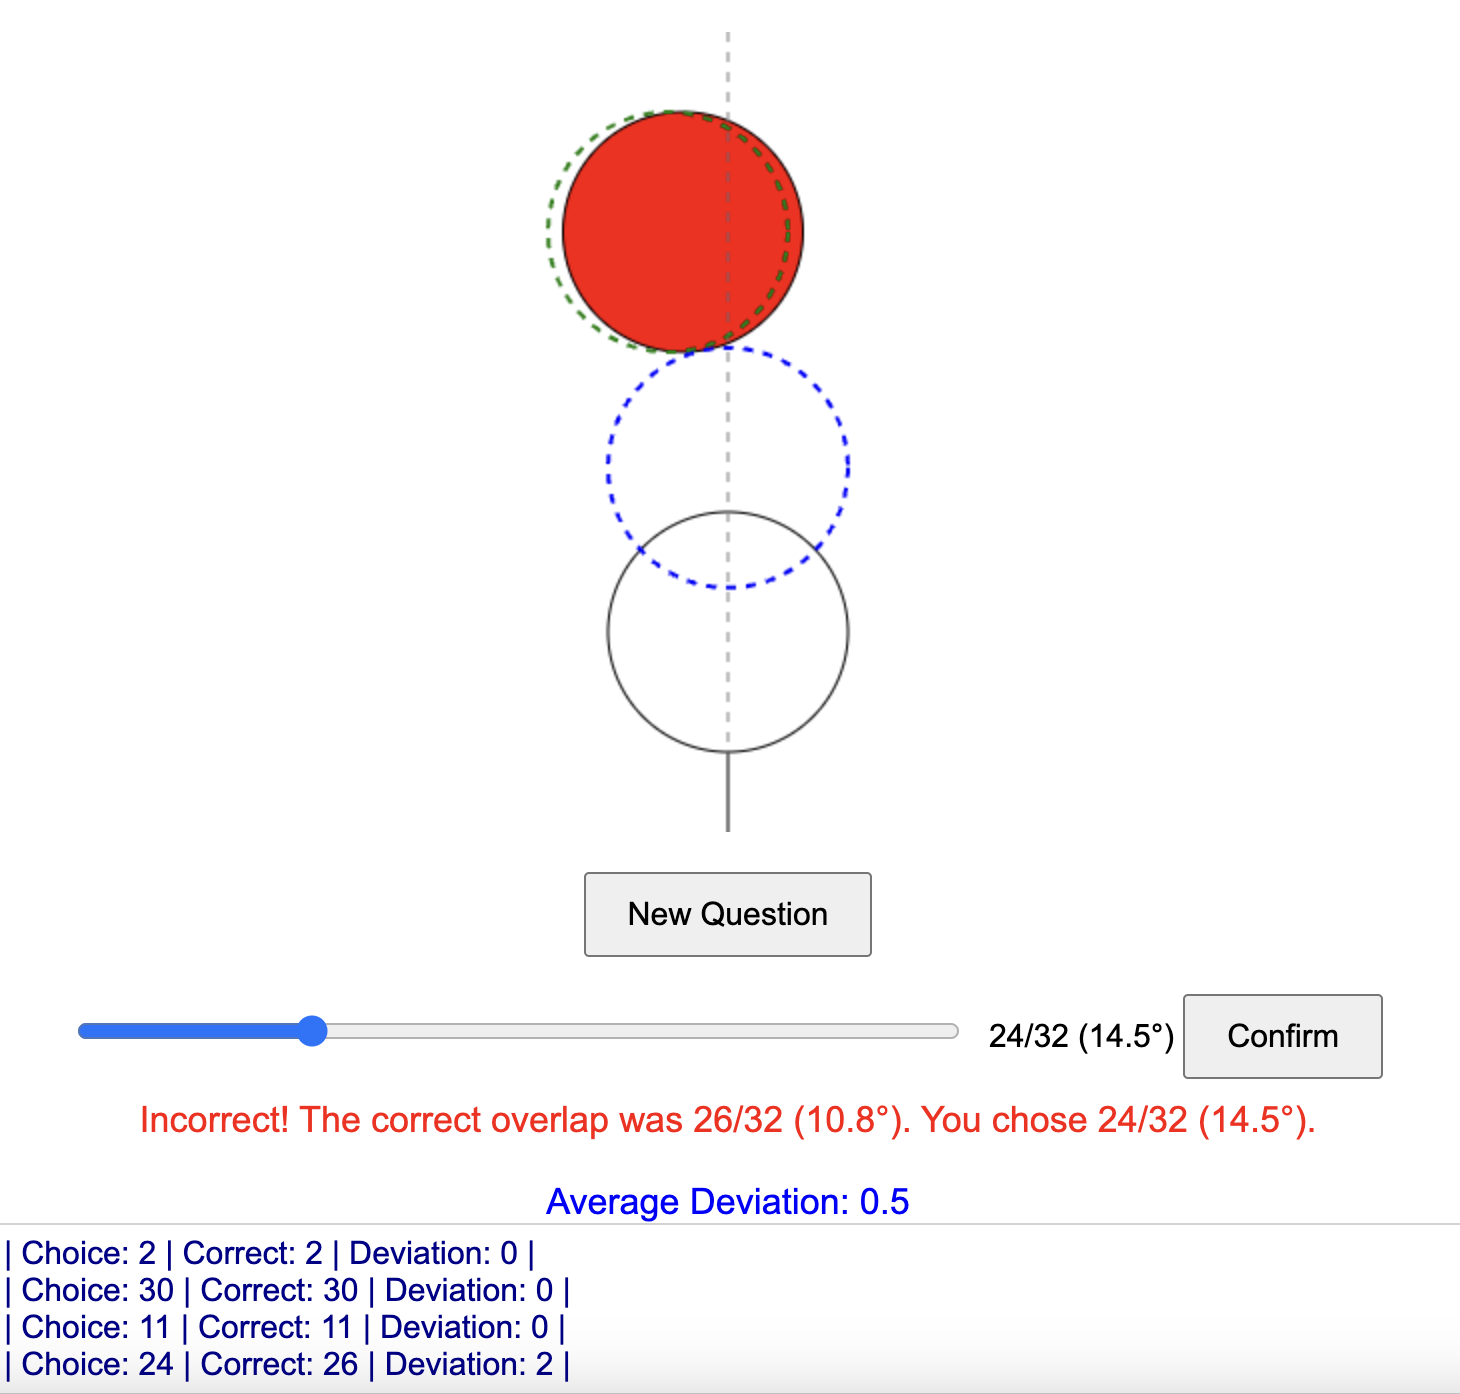 New Question
24/32 (14.5°) Confirm
Incorrect! The correct overlap was 26/32 (10.8°). You chose 24/32 (14.5°).
Average Deviation: 0.5
| Choice: 2 | Correct: 2 | Deviation: 0 |
| Choice: 30 | Correct: 30 | Deviation: 0 |
| Choice: 11 | Correct: 11 | Deviation: 0 |
| Choice: 24 | Correct: 26 | Deviation: 2 |